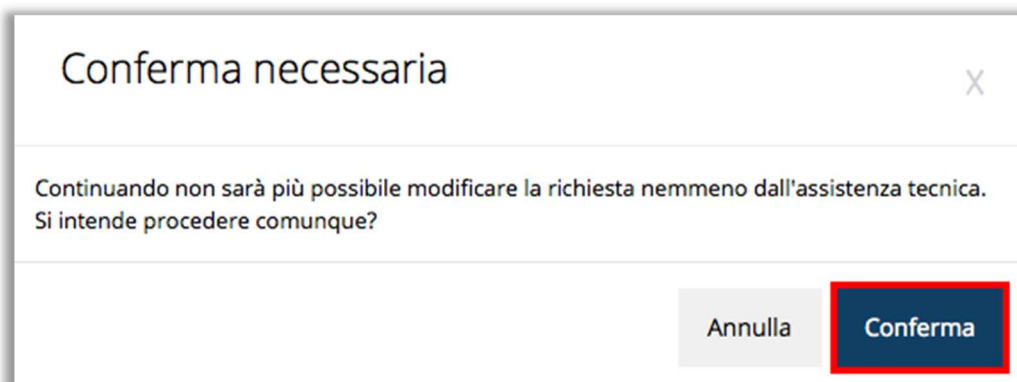 Conferma necessaria
X
Continuando non sarà più possibile modificare la richiesta nemmeno dall'assistenza tecnica.
Si intende procedere comunque?
Annulla
Conferma